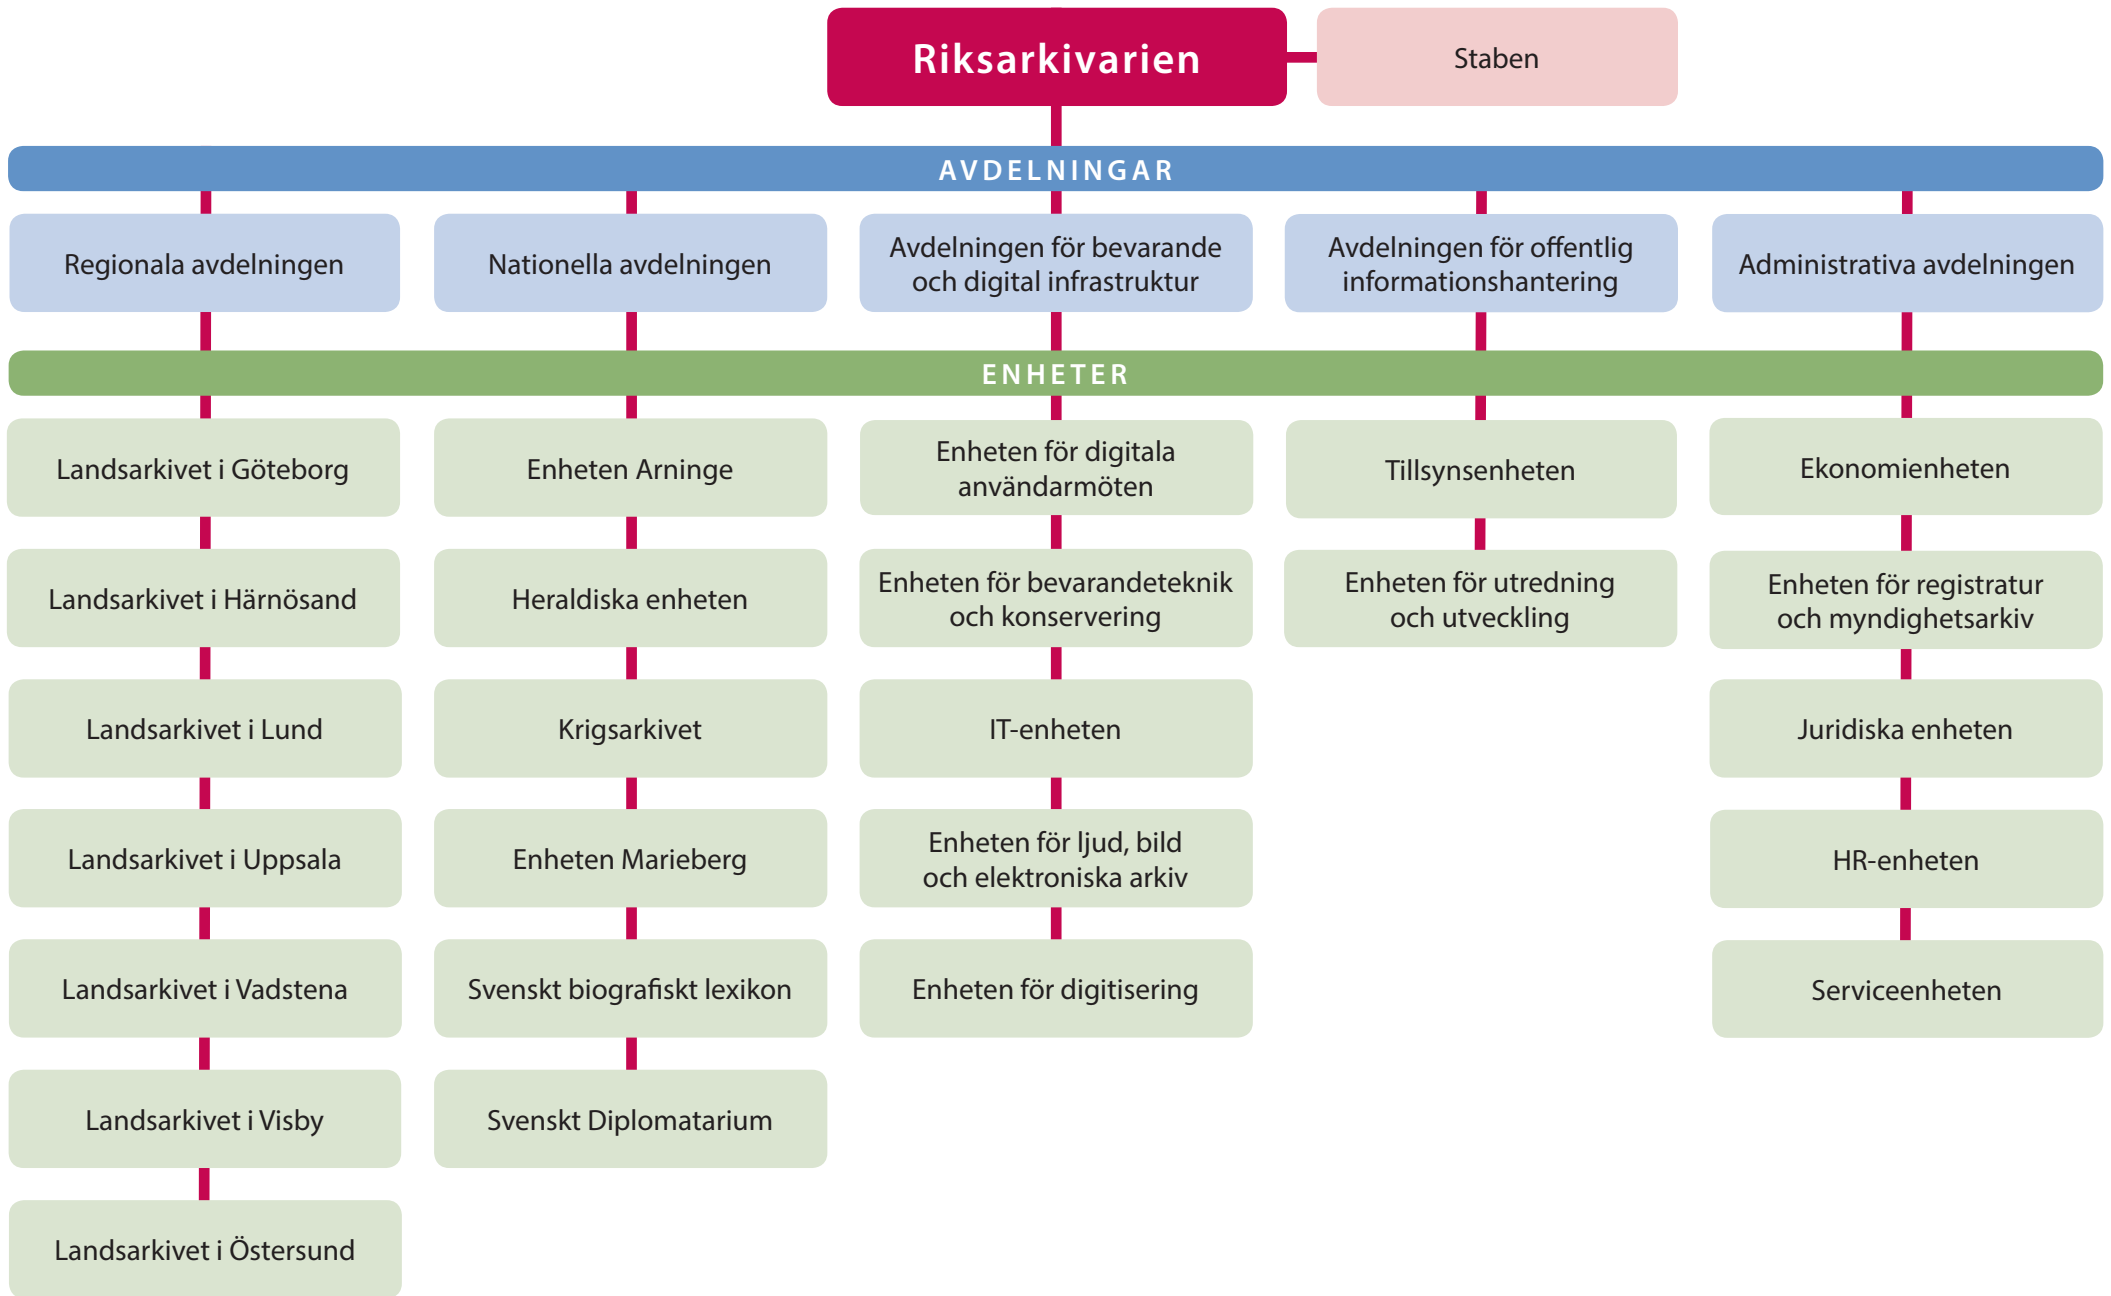 Riksarkivarien
Staben
AVDELNINGAR
Regionala avdelningen
Nationella avdelningen
Avdelningen för bevarande
och digital infrastruktur
Avdelningen för offentlig
informationshantering
Administrativa avdelningen
ENHETER
Landsarkivet i Göteborg
Landsarkivet i Härnösand
Landsarkivet i Lund
Landsarkivet i Uppsala
Landsarkivet i Vadstena
Landsarkivet i Visby
Landsarkivet i Östersund
Enheten Arninge
Heraldiska enheten
Krigsarkivet
Enheten Marieberg
Svenskt biografiskt lexikon
Svenskt Diplomatarium
Enheten för digitala
användarmöten
Enheten för bevarandeteknik
och konservering
IT-enheten
Enheten för ljud, bild
och elektroniska arkiv
Enheten för digitisering
Tillsynsenheten
Enheten för utredning
och utveckling
Ekonomienheten
Enheten för registratur
och myndighetsarkiv
Juridiska enheten
HR-enheten
Serviceenheten